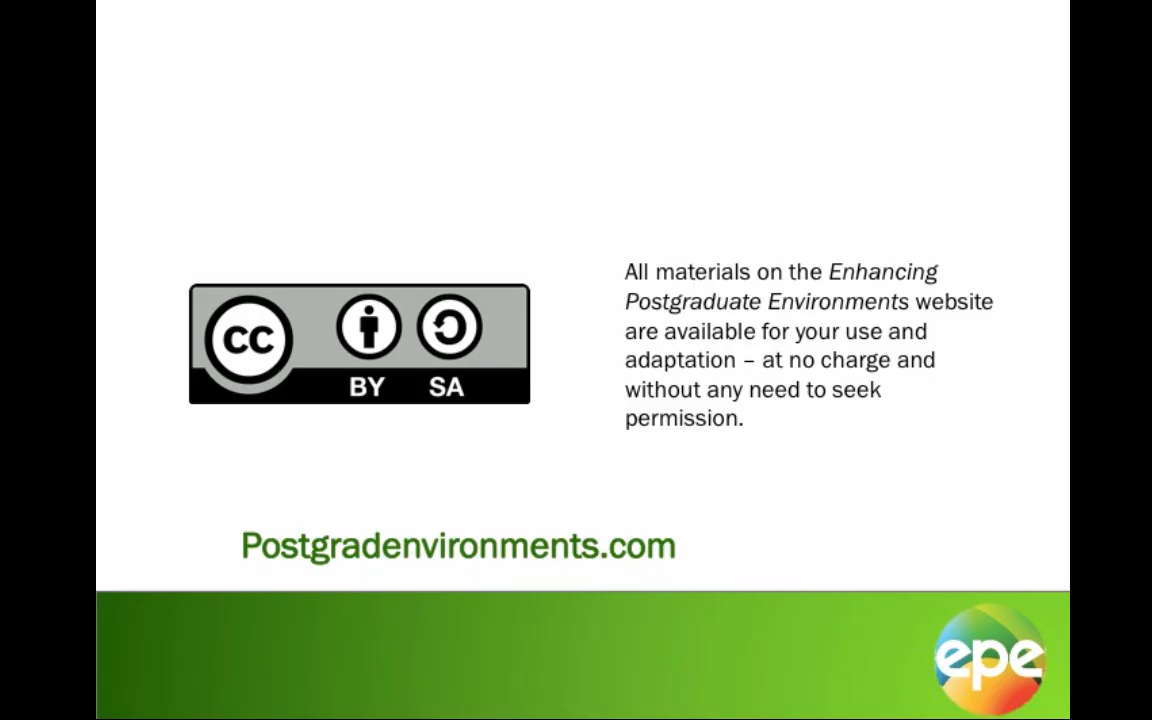 All materials on the Enhancing
Postgraduate Environments website
are available for your use and
adaptation – at no charge and
without any need to seek
permission.
CC
BY SA
Postgradenvironments.com
epe